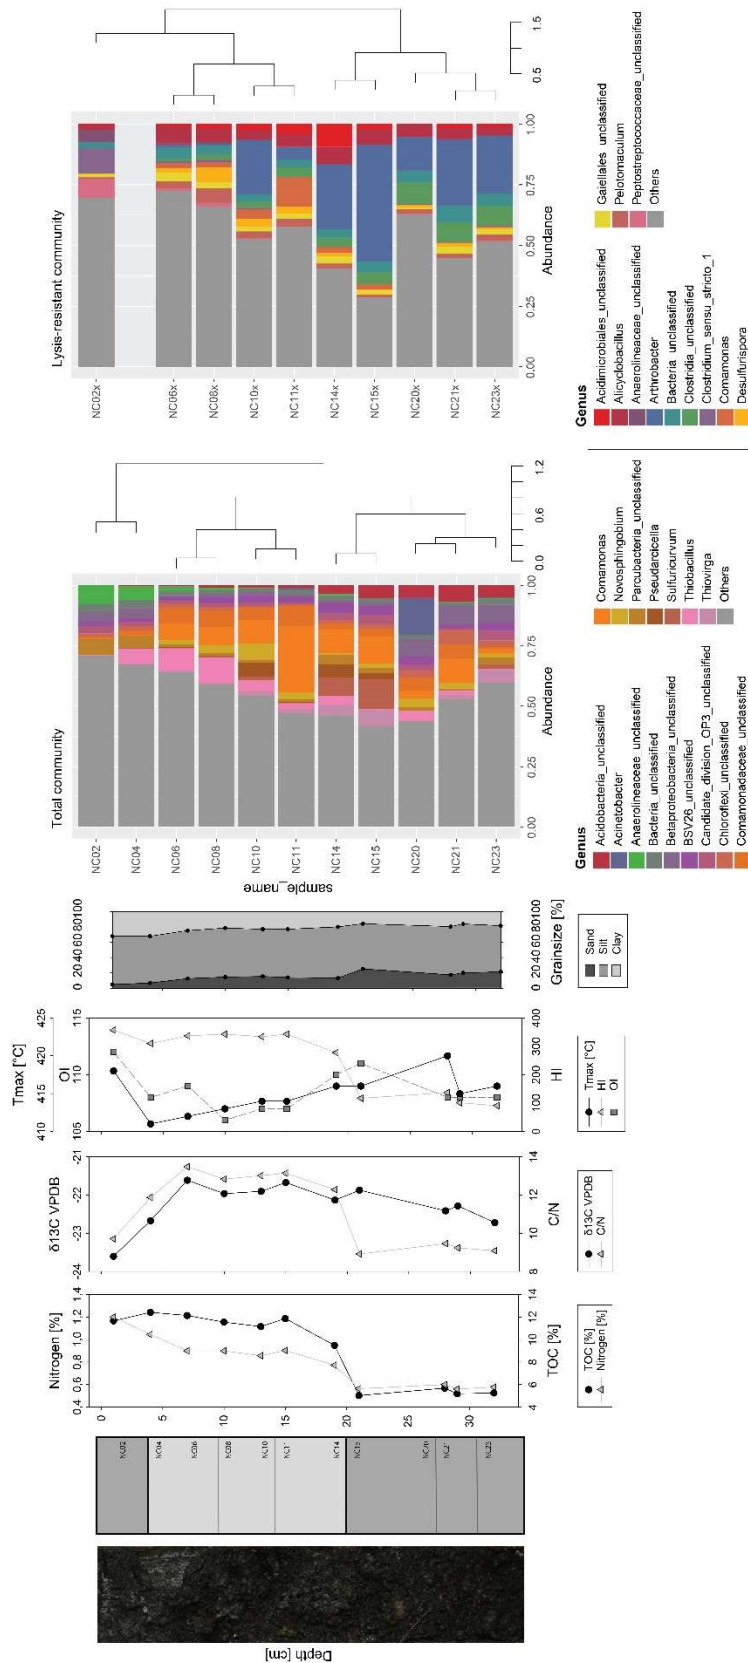 Depth [cm]
NC02
NC04
NC06
NC08
NC10
NC11
NC14
NC15
NC20
NC21
NC23
Nitrogen [%]
0,4 0,6 0,8 1,0 1,2 1,4
0 5 10 15 20 25 30
4 6 8 10 12 14
TOC [%]
TOC [%]
Nitrogen [%]
δ13C VPDB
-24 -23 -22 -21
8 10 12 14
C/N
δ13C VPDB
C/N
Tmax [°C]
410 415 420 425
OI
105 110 115
0 100 200 300 400
HI
Tmax [°C]
HI
OI
0 20 40 60 80 100
0 20 40 60 80 100
Grainsize [%]
Sand
Silt
Clay
Total community
sample_name
NC02
NC04
NC06
NC08
NC10
NC11
NC14
NC15
NC20
NC21
NC23
0.00 0.25 0.50 0.75 1.00
Abundance
0.0 0.6 1.2
Genus
Acidobacteria_unclassified
Acinetobacter
Anaerolineaceae_unclassified
Bacteria_unclassified
Betaproteobacteria_unclassified
BSV26_unclassified
Candidate_division_OP3_unclassified
Chloroflexi_unclassified
Comamonadaceae_unclassified
Comamonas
Novosphingobium
Parcubacteria_unclassified
Pseudarcicella
Sulfuricurvum
Thiobacillus
Thiovirga
Others
Lysis-resistant community
NC02x
NC06x
NC08x
NC10x
NC11x
NC14x
NC15x
NC20x
NC21x
NC23x
0.00 0.25 0.50 0.75 1.00
Abundance
0.5 1.5
Genus
Acidimicrobiales_unclassified
Alicyclobacillus
Anaerolineaceae_unclassified
Arthrobacter
Bacteria_unclassified
Clostridia_unclassified
Clostridium_sensu_stricto_1
Comamonas
Desulfurispora
Gaiellales_unclassified
Pelotomaculum
Peptostreptococcaceae_unclassified
Others